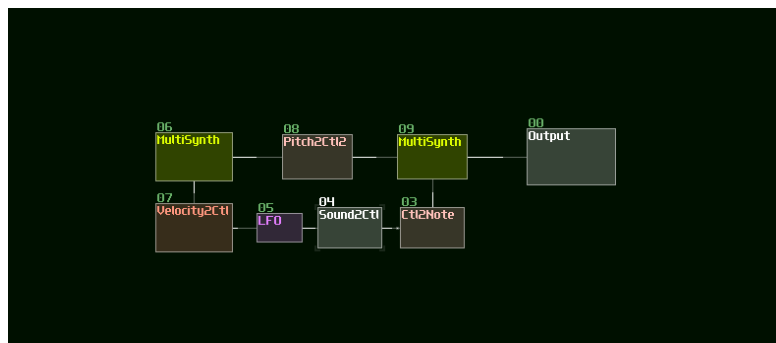 06
MultiSynth
08
Pitch2Ctl2
09
MultiSynth
00
Output
07
Velocity2Ctl
05
LFO
04
Sound2Ctl
03
Ctl2Note